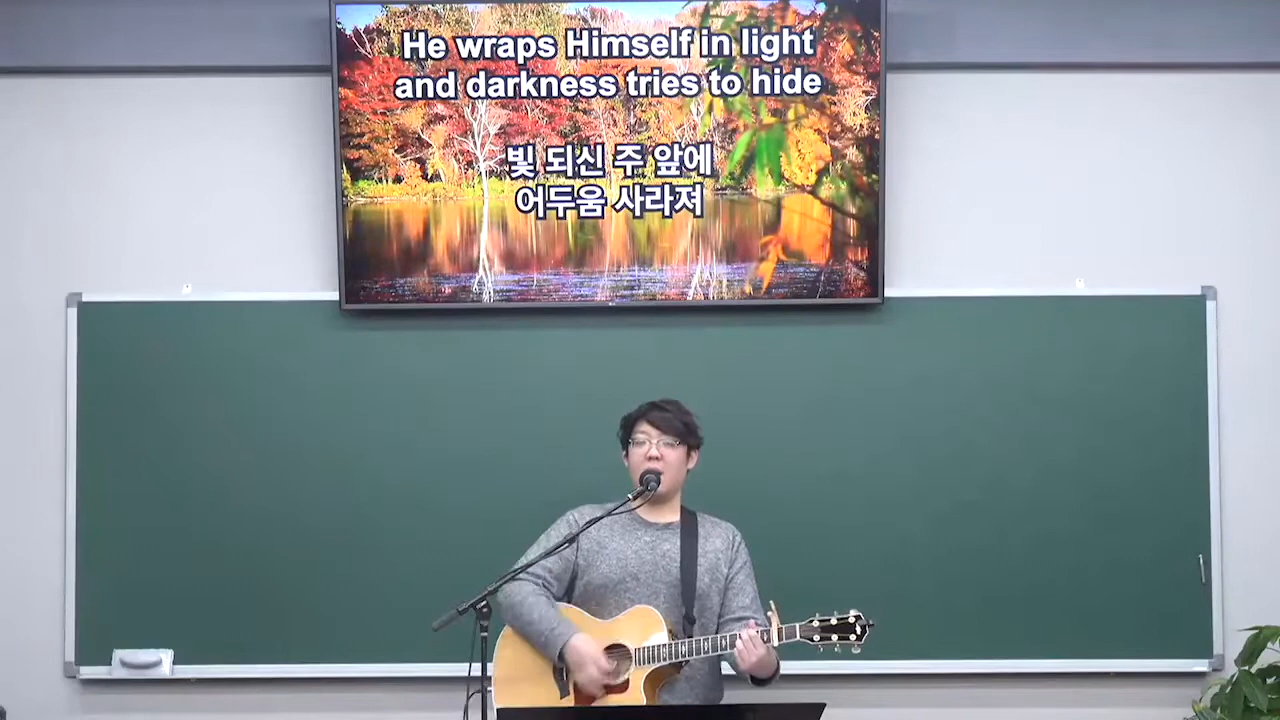 He wraps Himself in light
and darkness tries to hide
빛 되신 주 앞에
어두움 사라져